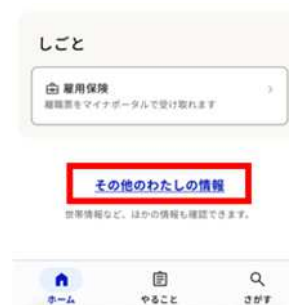 しごと
雇用保険
離職票をマイナポータルで受け取れます
その他のわたしの情報
世帯情報など、ほかの情報も確認できます。
ホーム
やること
さがす